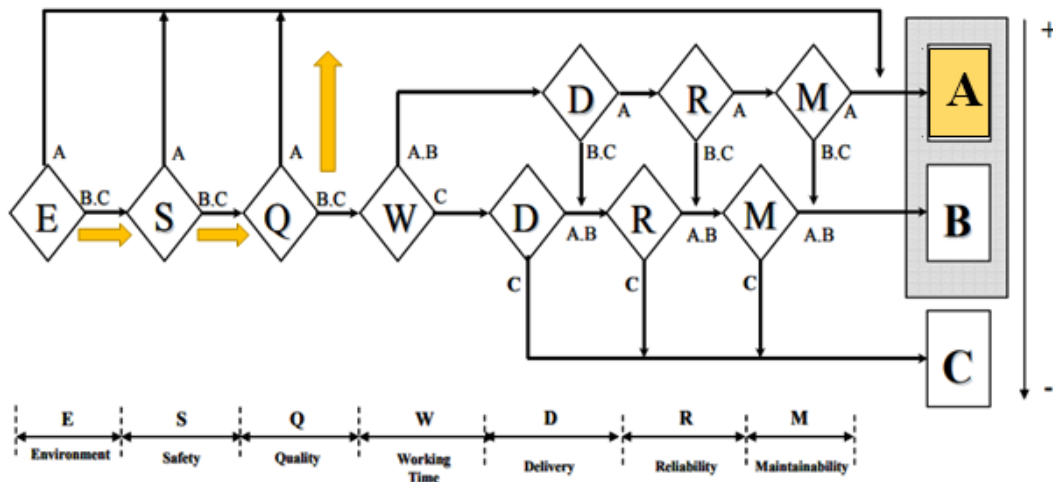 +
D
R
M
A
A
A
A
A
A
A
A.B
B.C
B.C
B.C
E
B.C
S
B.C
Q
B.C
W
C
D
A.B
R
A.B
M
A.B
B
C
C
C
C
-
E
S
Q
W
D
R
M
Environment
Safety
Quality
Working
Time
Delivery
Reliability
Maintainability